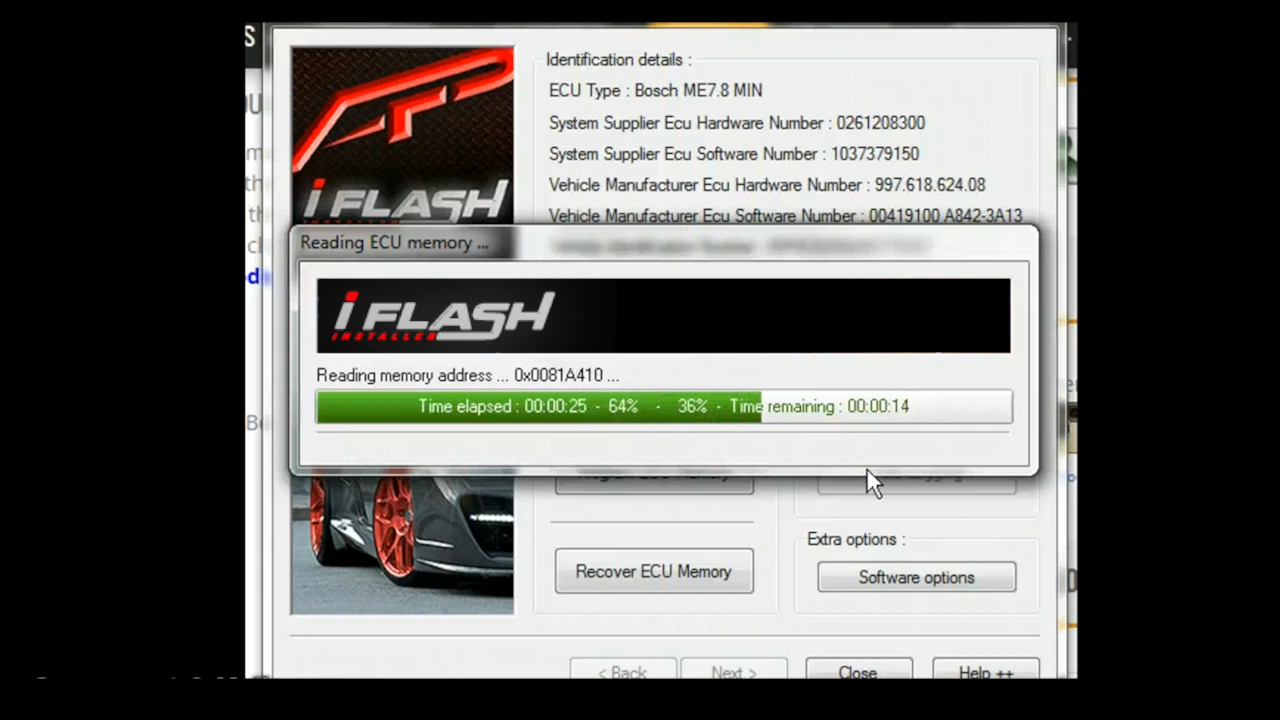 Identification details :
ECU Type : Bosch ME7.8 MIN
System Supplier Ecu Hardware Number : 0261208300
System Supplier Ecu Software Number : 1037379150
Vehicle Manufacturer Ecu Hardware Number : 997.618.624.08
Vehicle Manufacturer Ecu Software Number : 00419100 A842-3A13
iFLASH
Reading ECU memory ...
iFLASH
INSTALLER
Reading memory address ... 0x0081A410 ...
Time elapsed : 00:00:25 - 64% - 36% - Time remaining : 00:00:14
Extra options :
Recover ECU Memory
Software options
< Back
Next >
Close
Help ++